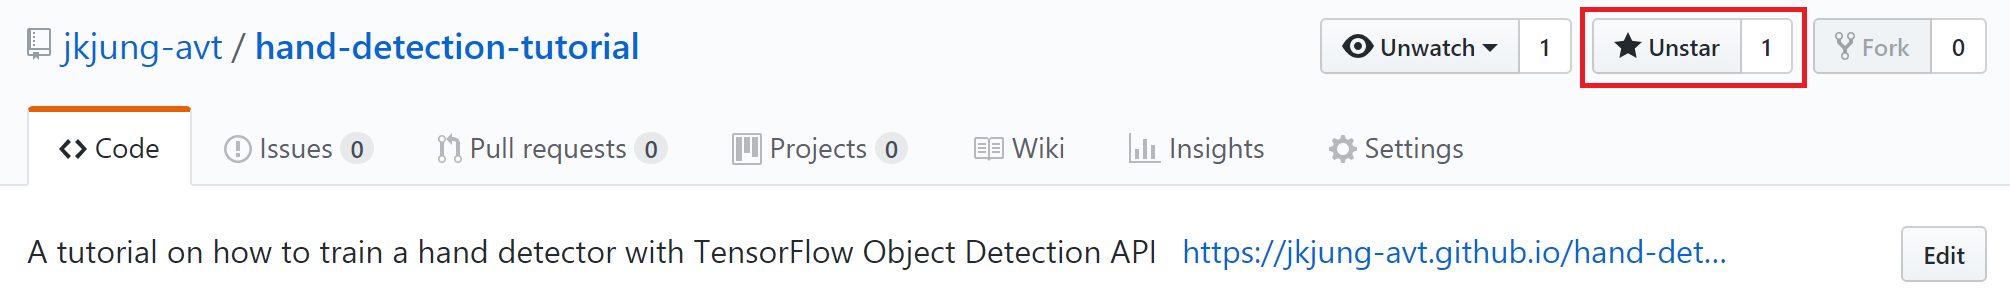 jkjung-avt / hand-detection-tutorial Unwatch 1 Unstar 1 Fork 0
Code Issues 0 Pull requests 0 Projects 0 Wiki Insights Settings
A tutorial on how to train a hand detector with TensorFlow Object Detection API https://jkjung-avt.github.io/hand-det... Edit